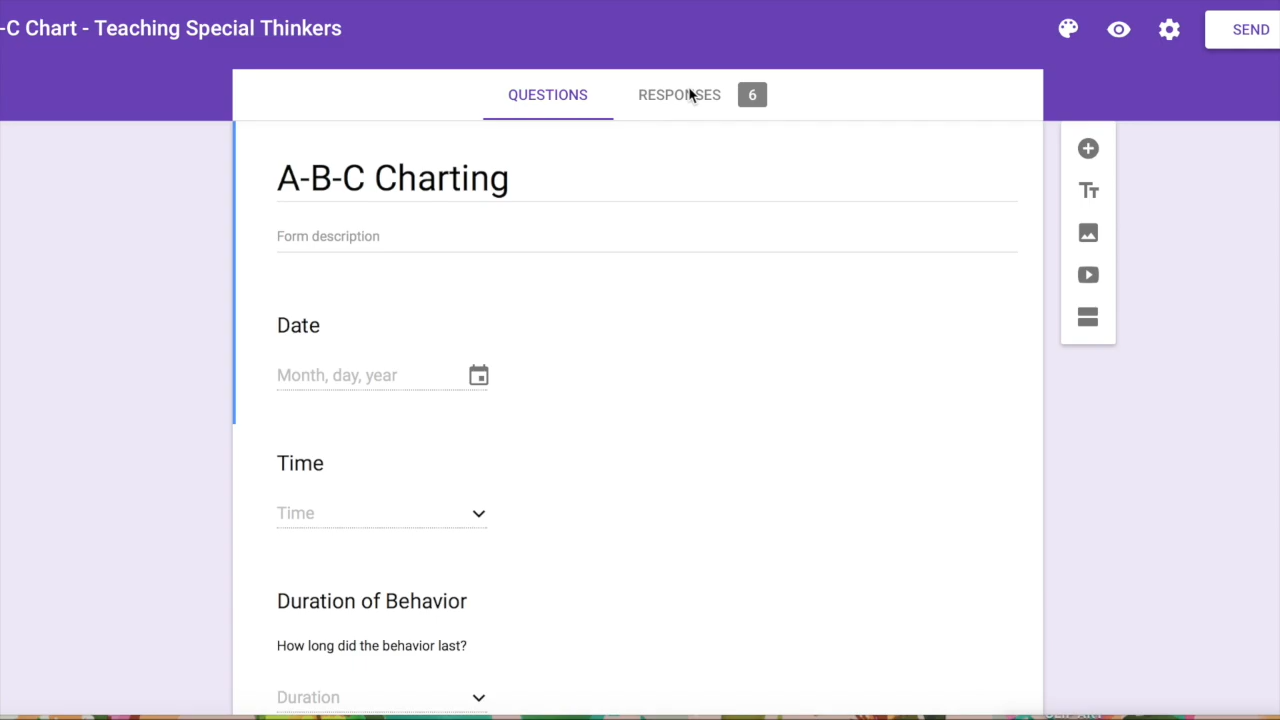 -C Chart - Teaching Special Thinkers
SEND
QUESTIONS
RESPONSES
6
A-B-C Charting
Form description
Tт
Date
Month, day, year
Time
Time
Duration of Behavior
How long did the behavior last?
Duration